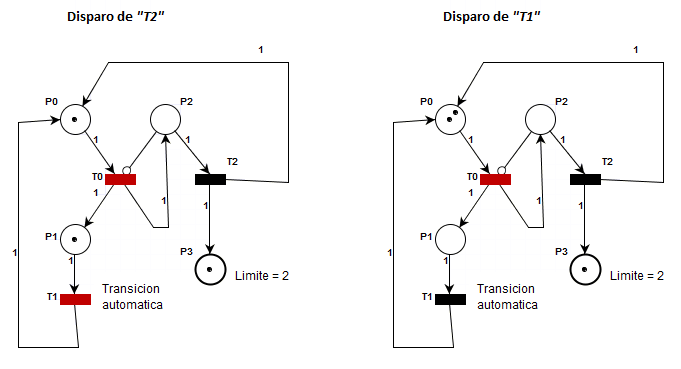 Disparo de "T2"
1
P0
P2
1
1
T2
T0
1
1
1
P1
P3
1
1
Limite = 2
T1
Transicion
automatica
Disparo de "T1"
1
P0
P2
1
1
T2
T0
1
1
1
P1
P3
1
1
Limite = 2
T1
Transicion
automatica